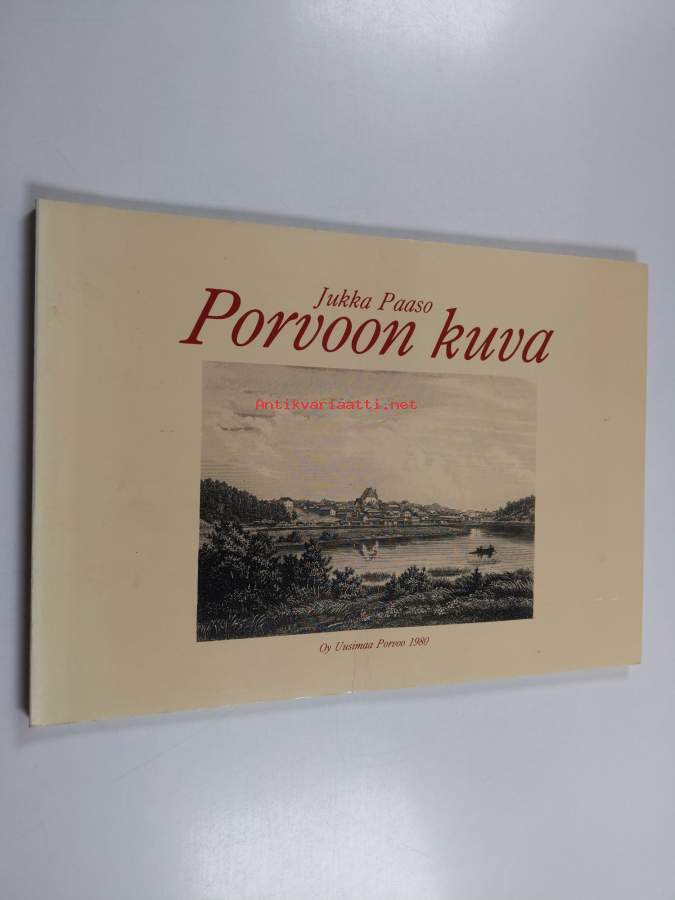 Jukka Paaso
Porvoon kuva
Antikvariaatti.net
Oy Uusimaa Porvoo 1980